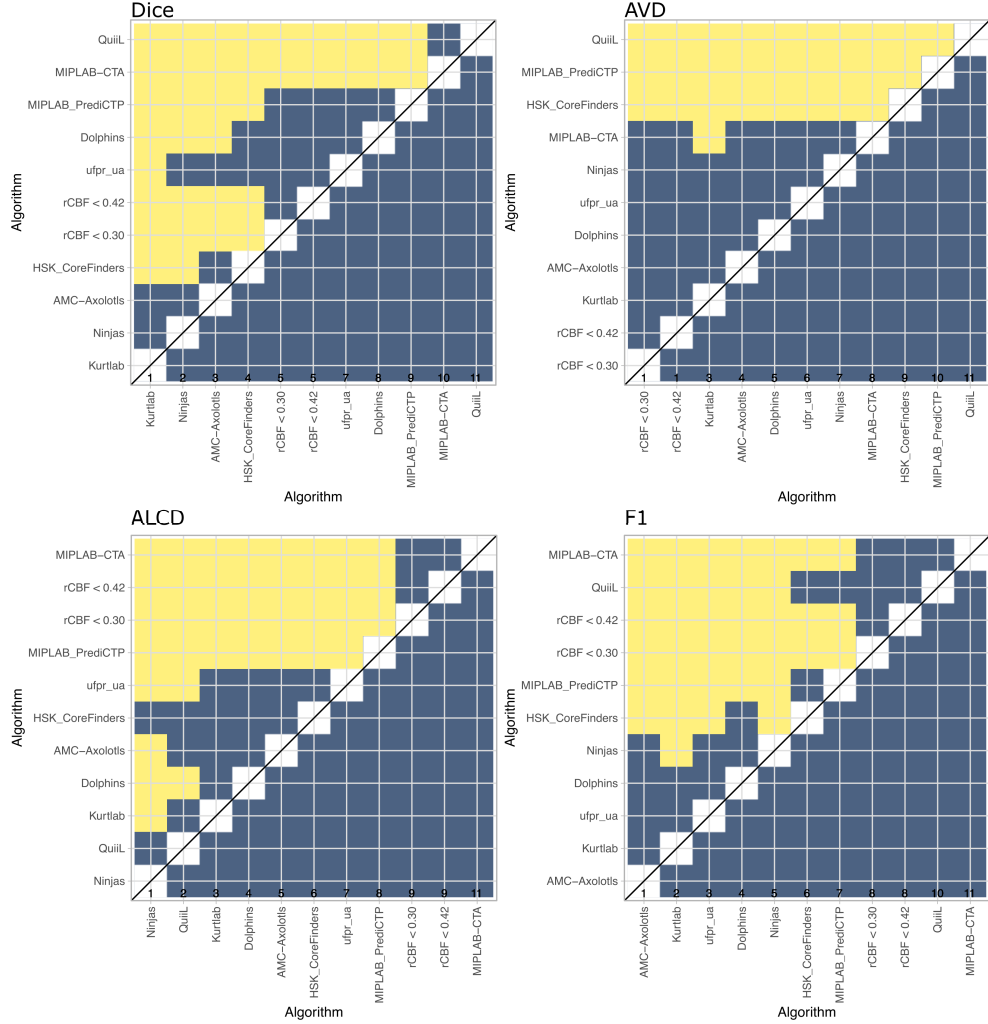 Dice
QuiiL
MIPLAB−CTA
MIPLAB_PrediCTP
Dolphins
ufpr_ua
rCBF < 0.42
rCBF < 0.30
HSK_CoreFinders
AMC−Axolotls
Ninjas
Kurtlab
Algorithm
1 2 3 4 5 5 7 8 9 10 11
Kurtlab
Ninjas
AMC−Axolotls
HSK_CoreFinders
rCBF < 0.30
rCBF < 0.42
ufpr_ua
Dolphins
MIPLAB_PrediCTP
MIPLAB−CTA
QuiiL
Algorithm
AVD
QuiiL
MIPLAB_PrediCTP
HSK_CoreFinders
MIPLAB−CTA
Ninjas
ufpr_ua
Dolphins
AMC−Axolotls
Kurtlab
rCBF < 0.42
rCBF < 0.30
Algorithm
1 1 3 4 5 6 7 8 9 10 11
rCBF < 0.30
rCBF < 0.42
Kurtlab
AMC−Axolotls
Dolphins
ufpr_ua
Ninjas
MIPLAB−CTA
HSK_CoreFinders
MIPLAB_PrediCTP
QuiiL
Algorithm
ALCD
MIPLAB−CTA
rCBF < 0.42
rCBF < 0.30
MIPLAB_PrediCTP
ufpr_ua
HSK_CoreFinders
AMC−Axolotls
Dolphins
Kurtlab
QuiiL
Ninjas
Algorithm
1 2 3 4 5 6 7 8 9 9 11
Ninjas
QuiiL
Kurtlab
Dolphins
AMC−Axolotls
HSK_CoreFinders
ufpr_ua
MIPLAB_PrediCTP
rCBF < 0.30
rCBF < 0.42
MIPLAB−CTA
Algorithm
F1
MIPLAB−CTA
QuiiL
rCBF < 0.42
rCBF < 0.30
MIPLAB_PrediCTP
HSK_CoreFinders
Ninjas
Dolphins
ufpr_ua
Kurtlab
AMC−Axolotls
Algorithm
1 2 3 4 5 6 7 8 8 10 11
AMC−Axolotls
Kurtlab
ufpr_ua
Dolphins
Ninjas
HSK_CoreFinders
MIPLAB_PrediCTP
rCBF < 0.30
rCBF < 0.42
QuiiL
MIPLAB−CTA
Algorithm